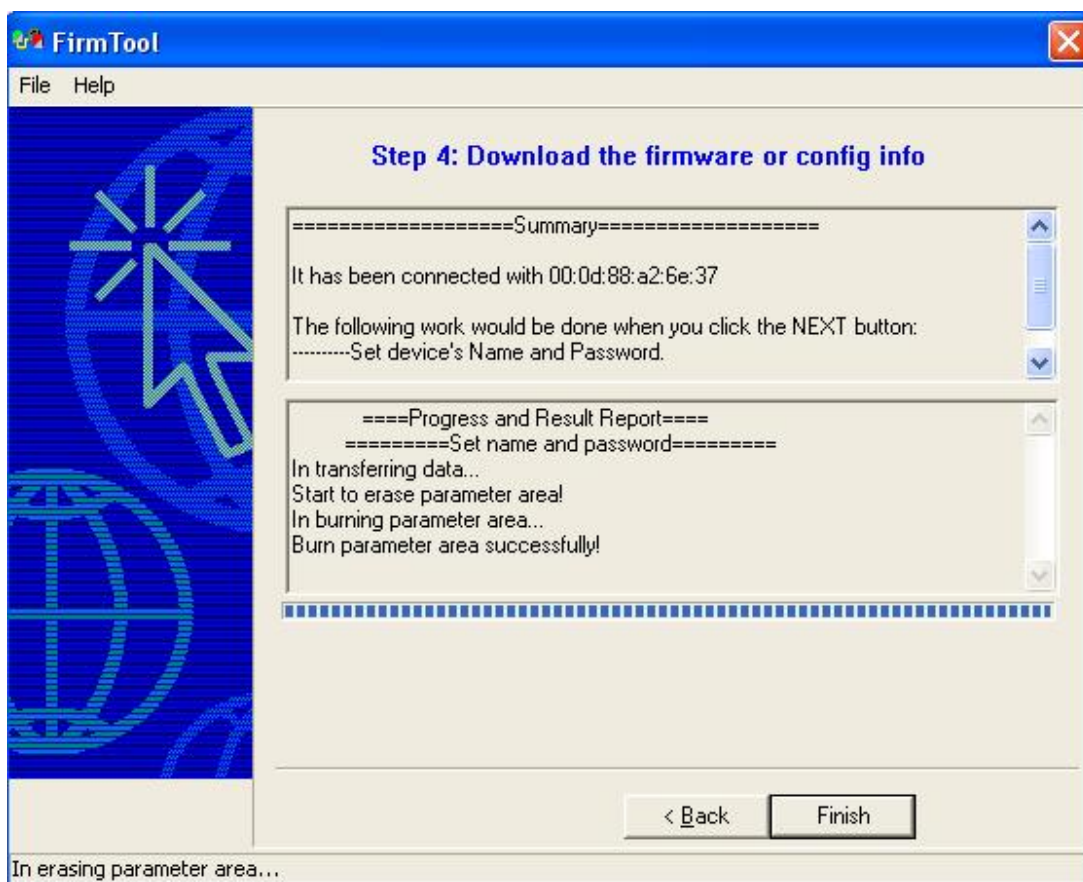 FirmTool
File Help
Step 4: Download the firmware or config info
===================Summary===================
It has been connected with 00:0d:88:a2:6e:37
The following work would be done when you click the NEXT button:
---------Set device's Name and Password.
====Progress and Result Report====
=========Set name and password=========
In transferring data...
Start to erase parameter area!
In burning parameter area...
Burn parameter area successfully!
< Back Finish
In erasing parameter area...